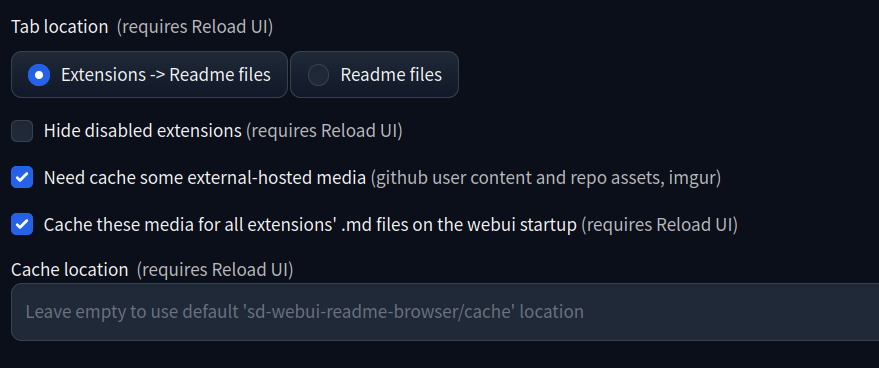 Tab location (requires Reload UI)
Extensions -> Readme files
Readme files
Hide disabled extensions (requires Reload UI)
Need cache some external-hosted media (github user content and repo assets, imgur)
Cache these media for all extensions' .md files on the webui startup (requires Reload UI)
Cache location (requires Reload UI)
Leave empty to use default 'sd-webui-readme-browser/cache' location